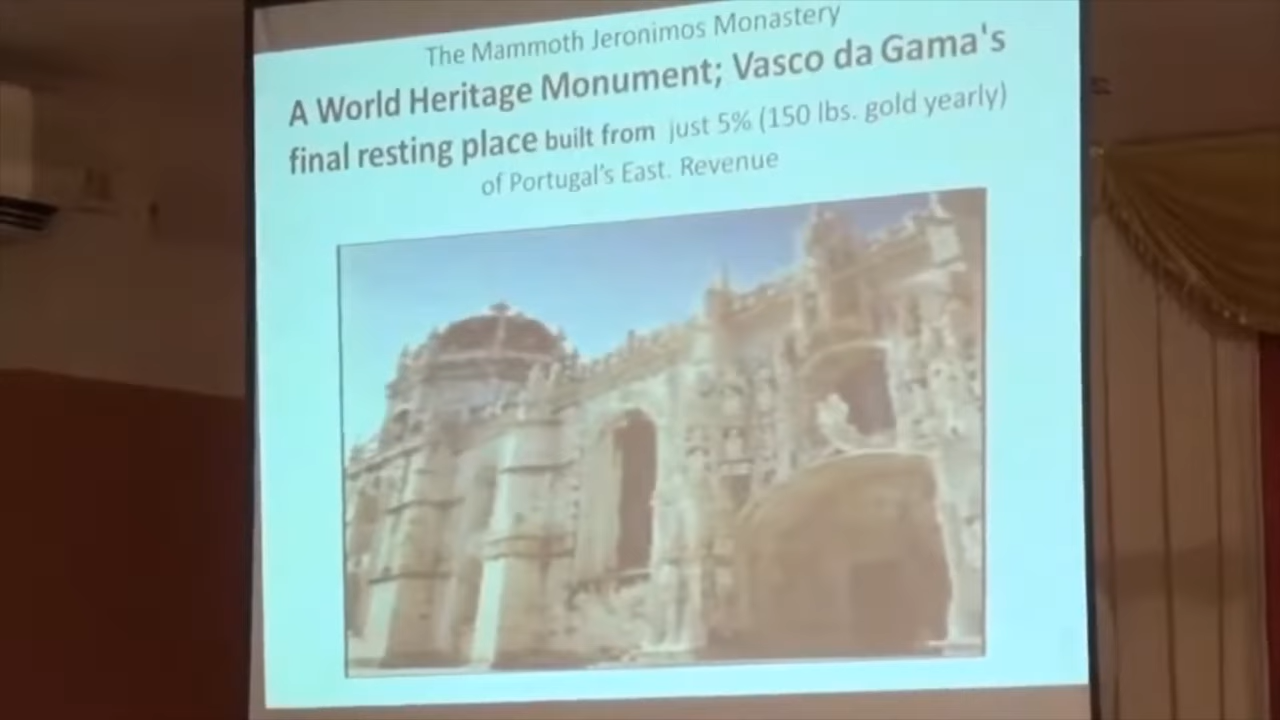 The Mammoth Jeronimos Monastery
A World Heritage Monument; Vasco da Gama's
final resting place built from just 5% (150 lbs. gold yearly)
of Portugal's East. Revenue